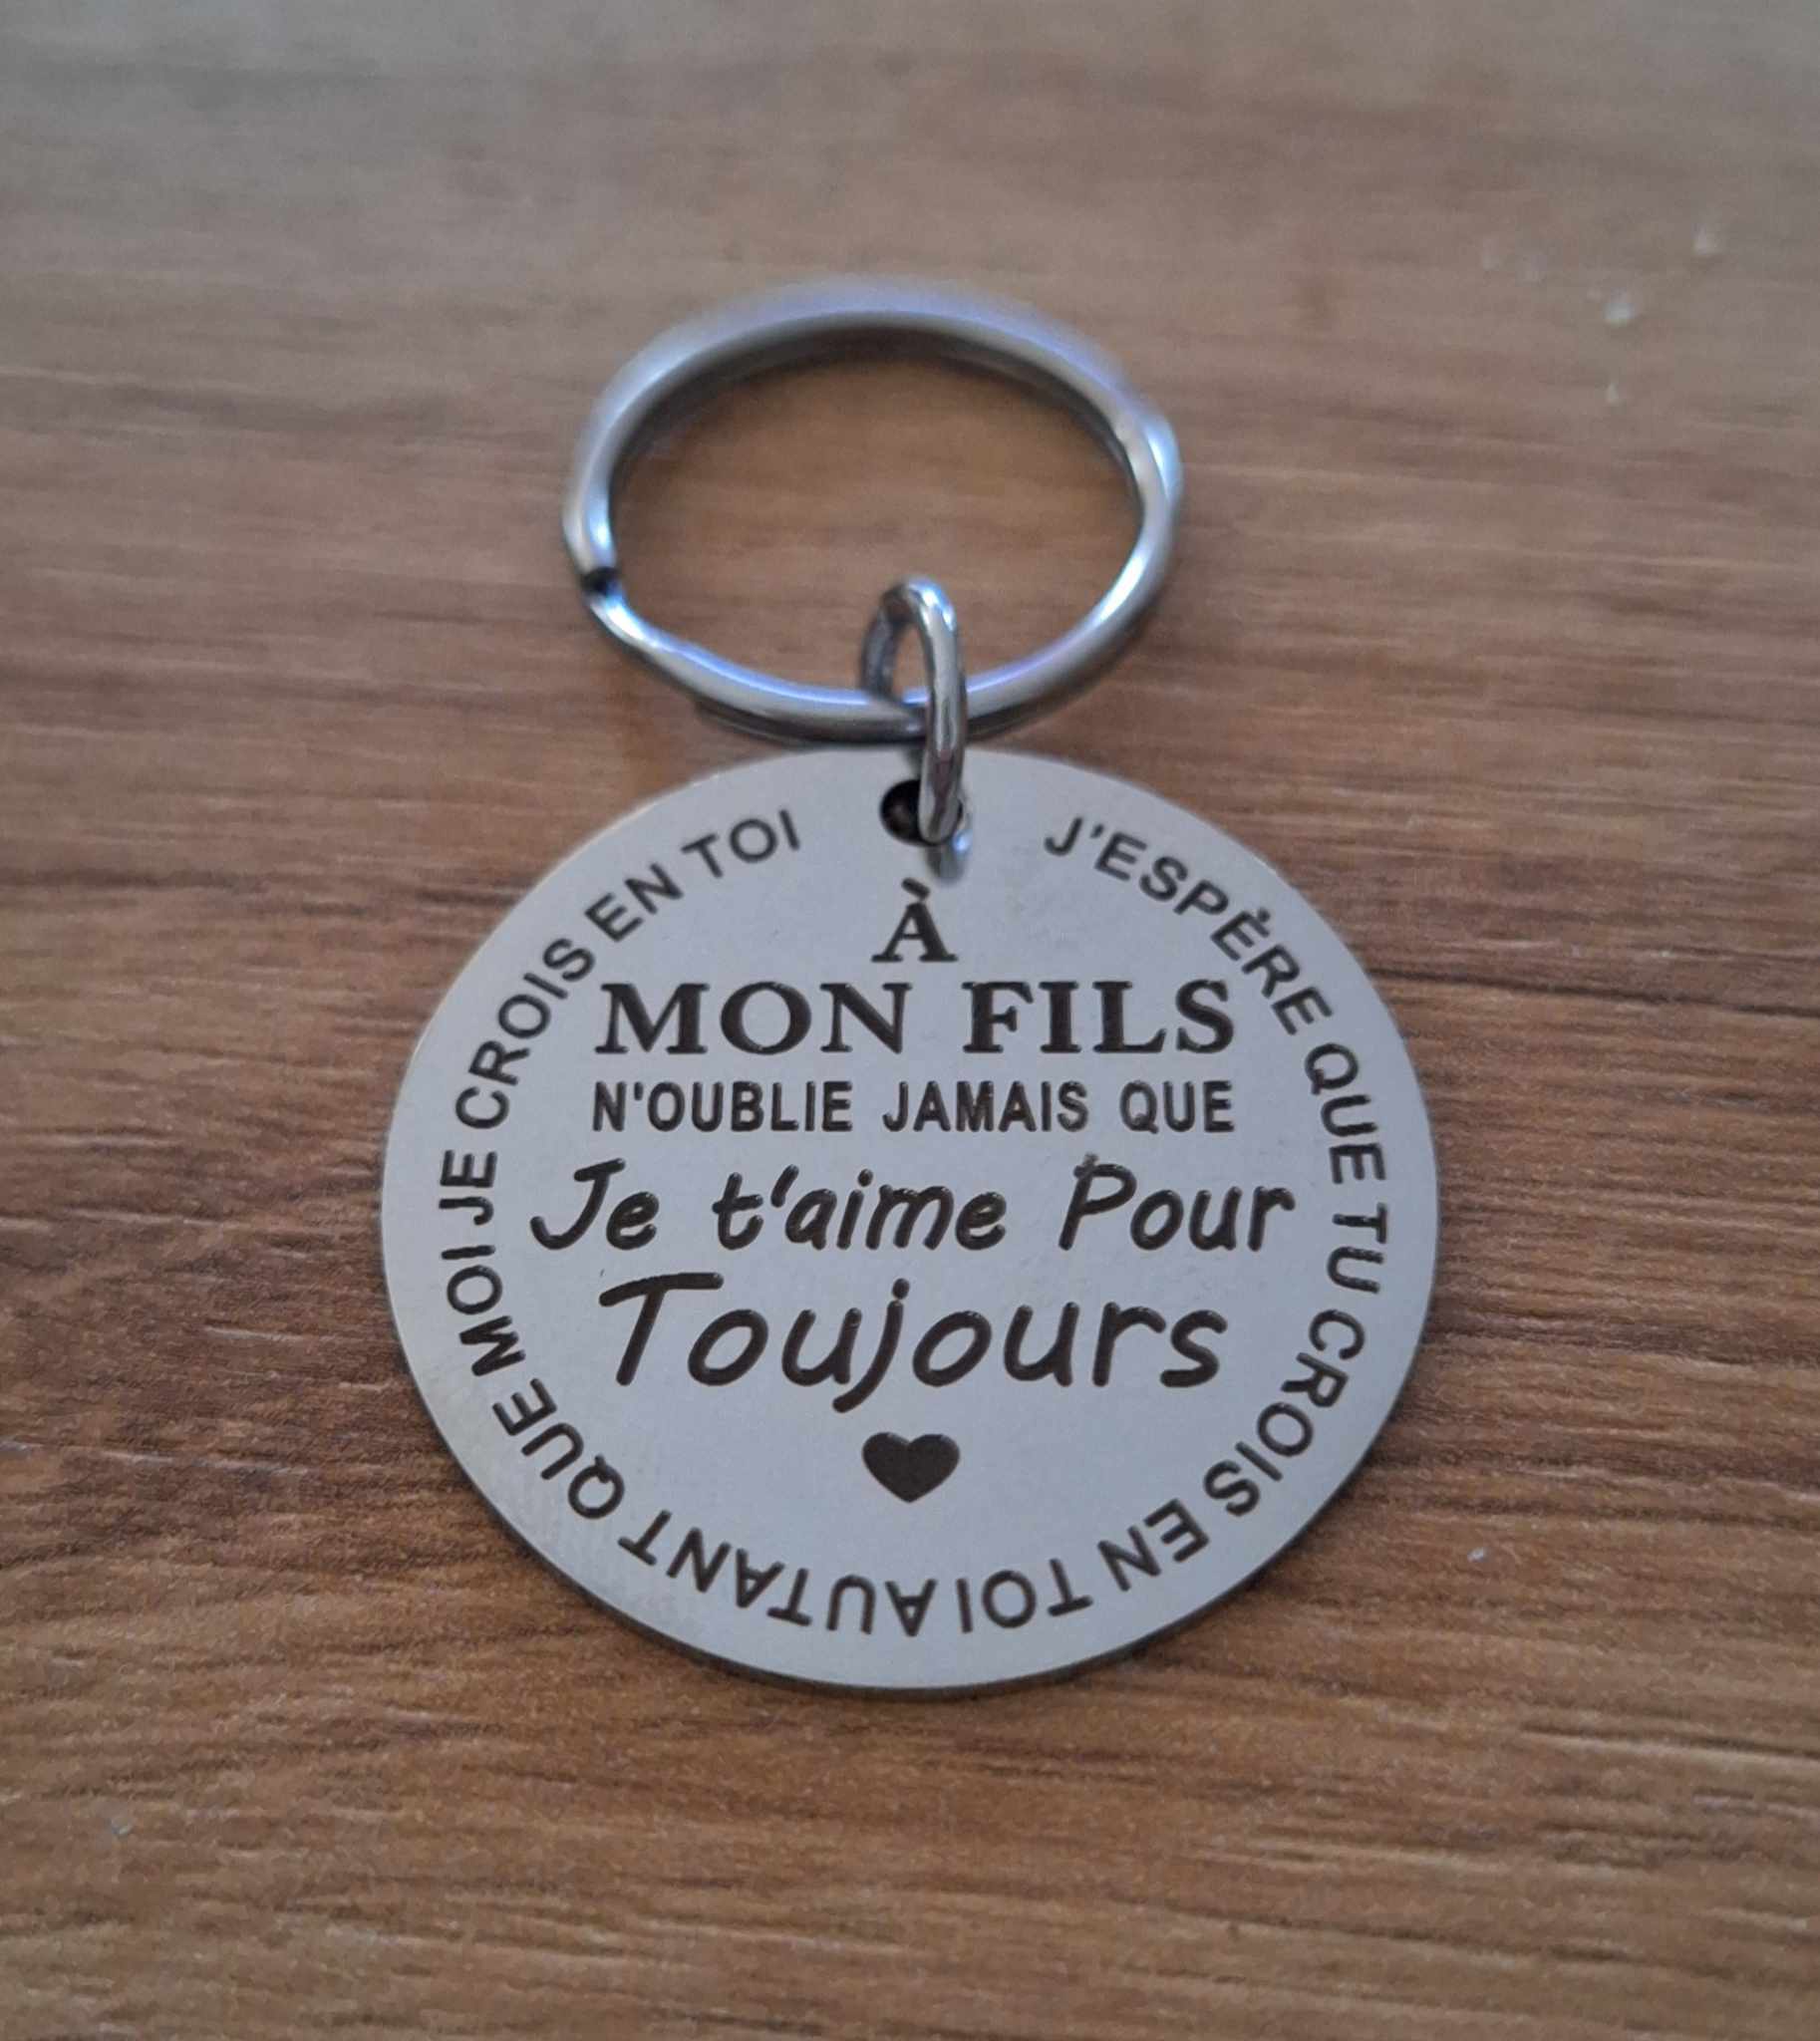 À
MON FILS
N'OUBLIE JAMAIS QUE
Je t'aime Pour
Toujours
J'ESPÈRE QUE TU CROIS EN TOI AUTANT QUE MOI JE CROIS EN TOI